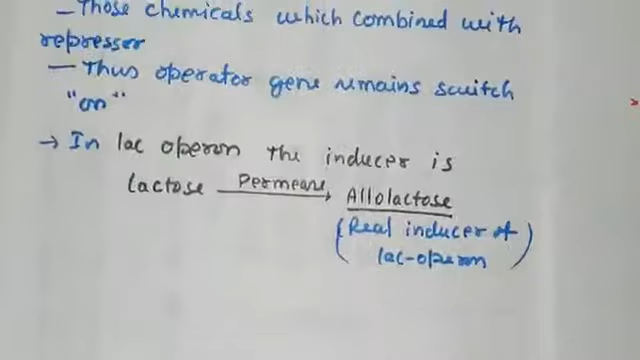 - Those chemicals which combined with
repressor
- Thus operator gene remains switch
"on"
→ In lac operon the inducer is
lactose Permease→ Allolactose
(Real inducer of
lac-operon)